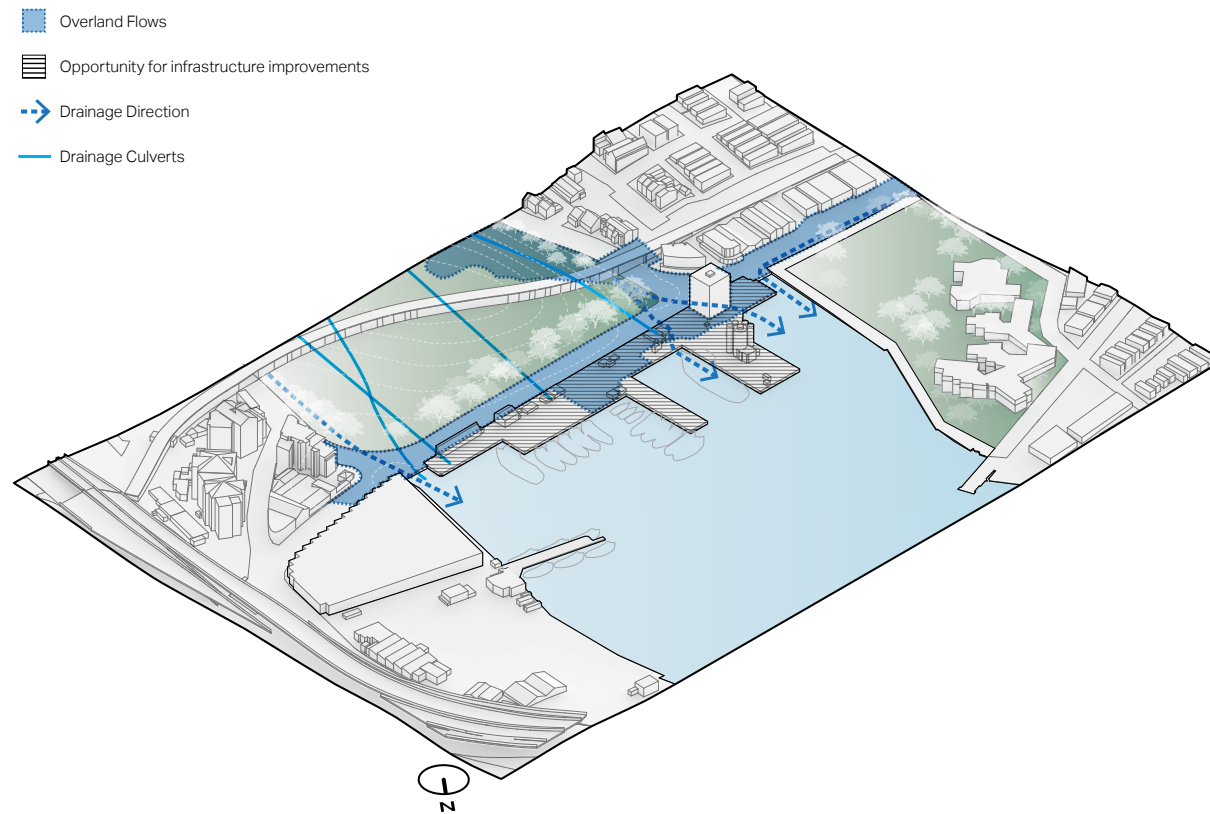 Overland Flows
Opportunity for infrastructure improvements
Drainage Direction
Drainage Culverts
N